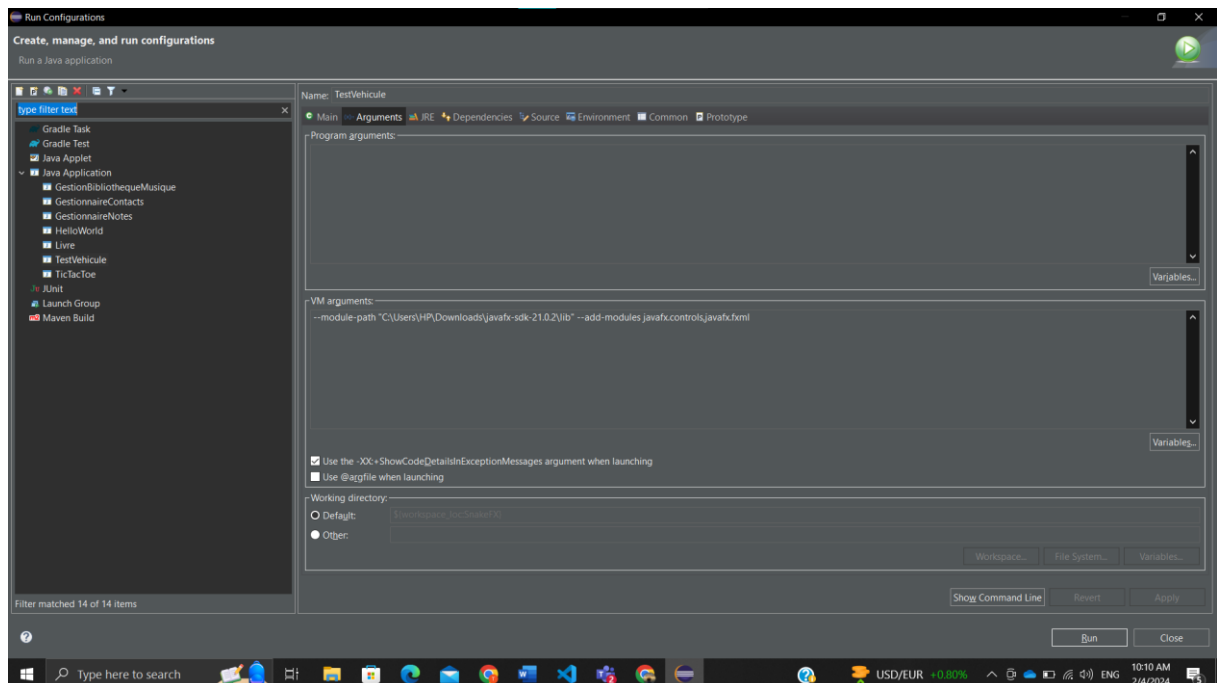 Run Configurations
Create, manage, and run configurations
Run a Java application
type filter text
Gradle Task
Gradle Test
Java Applet
Java Application
GestionBibliothequeMusique
GestionnaireContacts
GestionnaireNotes
HelloWorld
Livre
TestVehicule
TicTacToe
JUnit
Launch Group
Maven Build
Filter matched 14 of 14 items
Name: TestVehicule
Main Arguments JRE Dependencies Source Environment Common Prototype
Program arguments:
Variables...
VM arguments:
--module-path "C:\Users\HP\Downloads\javafx-sdk-21.0.2\lib" --add-modules javafx.controls,javafx.fxml
Variables...
Use the -XX:+ShowCodeDetailsInExceptionMessages argument when launching
Use @argfile when launching
Working directory:
Default: ${workspace_loc:SnakeFX}
Other:
Workspace... File System... Variables...
Show Command Line Revert Apply
Run Close
Type here to search
USD/EUR +0.80% ENG 10:10 AM
2/4/2024